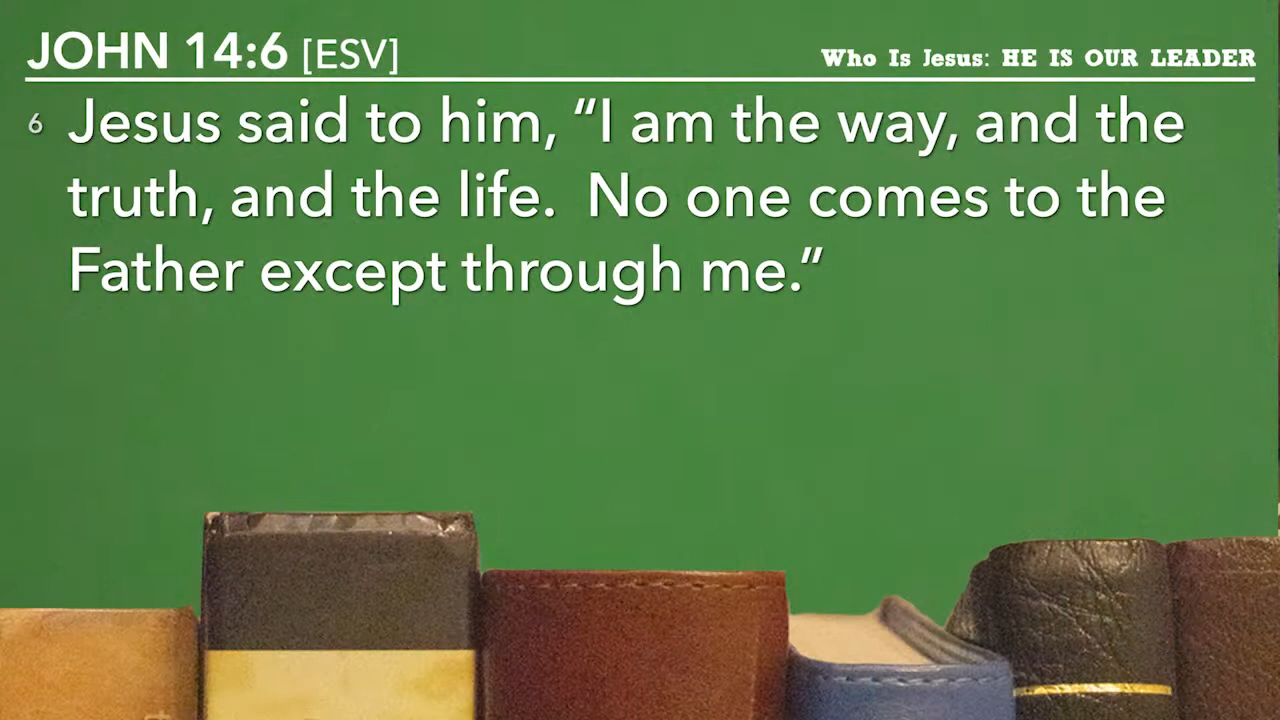 JOHN 14:6 [ESV]
Who Is Jesus: HE IS OUR LEADER
6 Jesus said to him, “I am the way, and the
truth, and the life.  No one comes to the
Father except through me.”